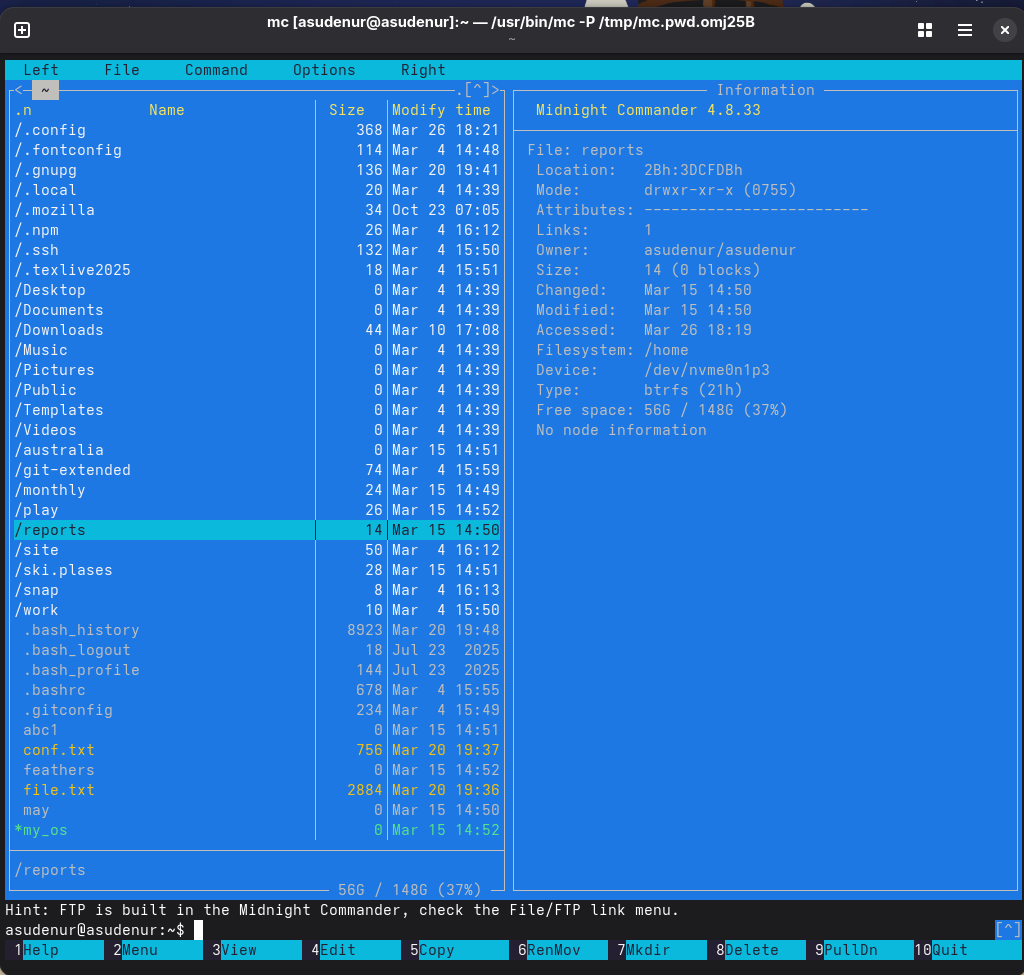 mc [asudenur@asudenur]:~ — /usr/bin/mc -P /tmp/mc.pwd.omj25B
~
Left File Command Options Right
<─ ~ .[^]>
.n Name Size Modify time
/.config 368 Mar 26 18:21
/.fontconfig 114 Mar 4 14:48
/.gnupg 136 Mar 20 19:41
/.local 20 Mar 4 14:39
/.mozilla 34 Oct 23 07:05
/.npm 26 Mar 4 16:12
/.ssh 132 Mar 4 15:50
/.texlive2025 18 Mar 4 15:51
/Desktop 0 Mar 4 14:39
/Documents 0 Mar 4 14:39
/Downloads 44 Mar 10 17:08
/Music 0 Mar 4 14:39
/Pictures 0 Mar 4 14:39
/Public 0 Mar 4 14:39
/Templates 0 Mar 4 14:39
/Videos 0 Mar 4 14:39
/australia 0 Mar 15 14:51
/git-extended 74 Mar 4 15:59
/monthly 24 Mar 15 14:49
/play 26 Mar 15 14:52
/reports 14 Mar 15 14:50
/site 50 Mar 4 16:12
/ski.plases 28 Mar 15 14:51
/snap 8 Mar 4 16:13
/work 10 Mar 4 15:50
.bash_history 8923 Mar 20 19:48
.bash_logout 18 Jul 23 2025
.bash_profile 144 Jul 23 2025
.bashrc 678 Mar 4 15:55
.gitconfig 234 Mar 4 15:49
abc1 0 Mar 15 14:51
conf.txt 756 Mar 20 19:37
feathers 0 Mar 15 14:52
file.txt 2884 Mar 20 19:36
may 0 Mar 15 14:50
*my_os 0 Mar 15 14:52
/reports
56G / 148G (37%)
Information
Midnight Commander 4.8.33
File: reports
Location: 2Bh:3DCFDBh
Mode: drwxr-xr-x (0755)
Attributes: -------------------------
Links: 1
Owner: asudenur/asudenur
Size: 14 (0 blocks)
Changed: Mar 15 14:50
Modified: Mar 15 14:50
Accessed: Mar 26 18:19
Filesystem: /home
Device: /dev/nvme0n1p3
Type: btrfs (21h)
Free space: 56G / 148G (37%)
No node information
Hint: FTP is built in the Midnight Commander, check the File/FTP link menu.
asudenur@asudenur:~$ [^]
1Help 2Menu 3View 4Edit 5Copy 6RenMov 7Mkdir 8Delete 9PullDn 10Quit